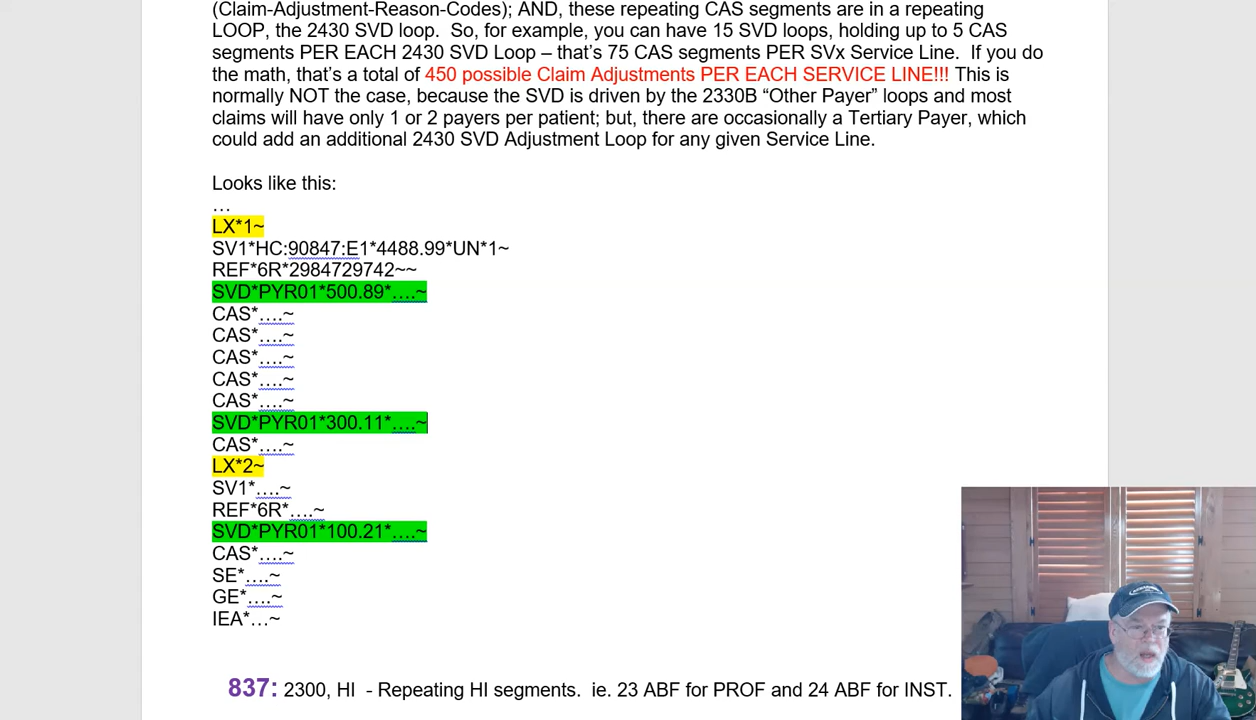 (Claim-Adjustment-Reason-Codes); AND, these repeating CAS segments are in a repeating
LOOP, the 2430 SVD loop.  So, for example, you can have 15 SVD loops, holding up to 5 CAS
segments PER EACH 2430 SVD Loop – that's 75 CAS segments PER SVx Service Line.  If you do
the math, that's a total of 450 possible Claim Adjustments PER EACH SERVICE LINE!!! This is
normally NOT the case, because the SVD is driven by the 2330B "Other Payer" loops and most
claims will have only 1 or 2 payers per patient; but, there are occasionally a Tertiary Payer, which
could add an additional 2430 SVD Adjustment Loop for any given Service Line.
Looks like this:
…
LX*1~
SV1*HC:90847:E1*4488.99*UN*1~
REF*6R*2984729742~~
SVD*PYR01*500.89*….~
CAS*….~
CAS*….~
CAS*….~
CAS*….~
CAS*….~
SVD*PYR01*300.11*….~
CAS*….~
LX*2~
SV1*….~
REF*6R*….~
SVD*PYR01*100.21*….~
CAS*….~
SE*….~
GE*….~
IEA*…~
837: 2300, HI  - Repeating HI segments.  ie. 23 ABF for PROF and 24 ABF for INST.